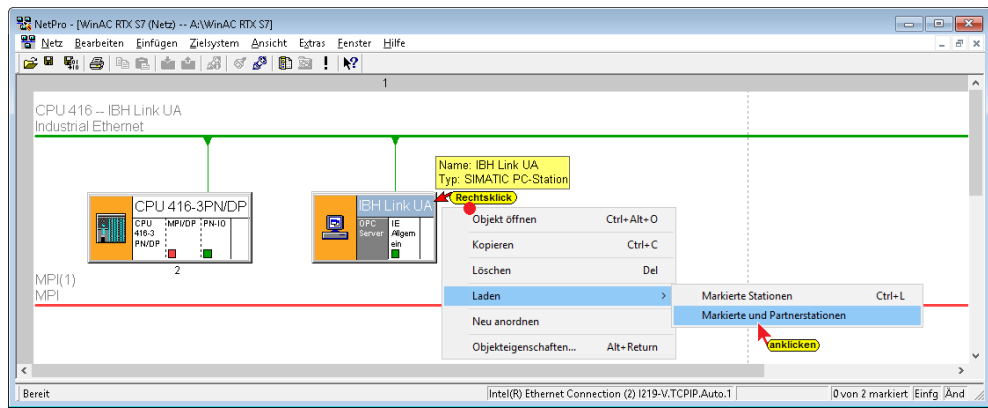 NetPro - [WinAC RTX S7 (Netz) -- A:\WinAC RTX S7]
Netz Bearbeiten Einfügen Zielsystem Ansicht Extras Fenster Hilfe
1
CPU 416 -- IBH Link UA
Industrial Ethernet
Name: IBH Link UA
Typ: SIMATIC PC-Station
Rechtsklick
CPU 416-3PN/DP
CPU 416-3 PN/DP
MPI/DP
PN-IO
2
IBH Link UA
OPC Server
IE Allgemein
MPI(1)
MPI
Objekt öffnen Ctrl+Alt+O
Kopieren Ctrl+C
Löschen Del
Laden >
Neu anordnen
Objekteigenschaften... Alt+Return
Markierte Stationen Ctrl+L
Markierte und Partnerstationen
anklicken
Bereit Intel(R) Ethernet Connection (2) I219-V.TCPIP.Auto.1 0 von 2 markiert Einfg Änd